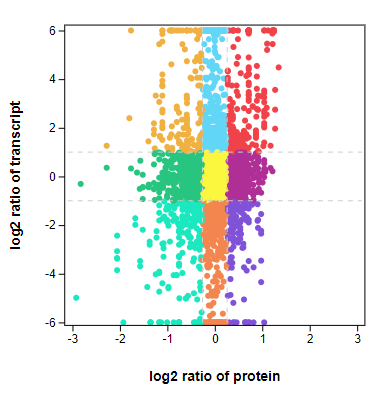 log2 ratio of transcript
6
4
2
0
-2
-4
-6
-3 -2 -1 0 1 2 3
log2 ratio of protein